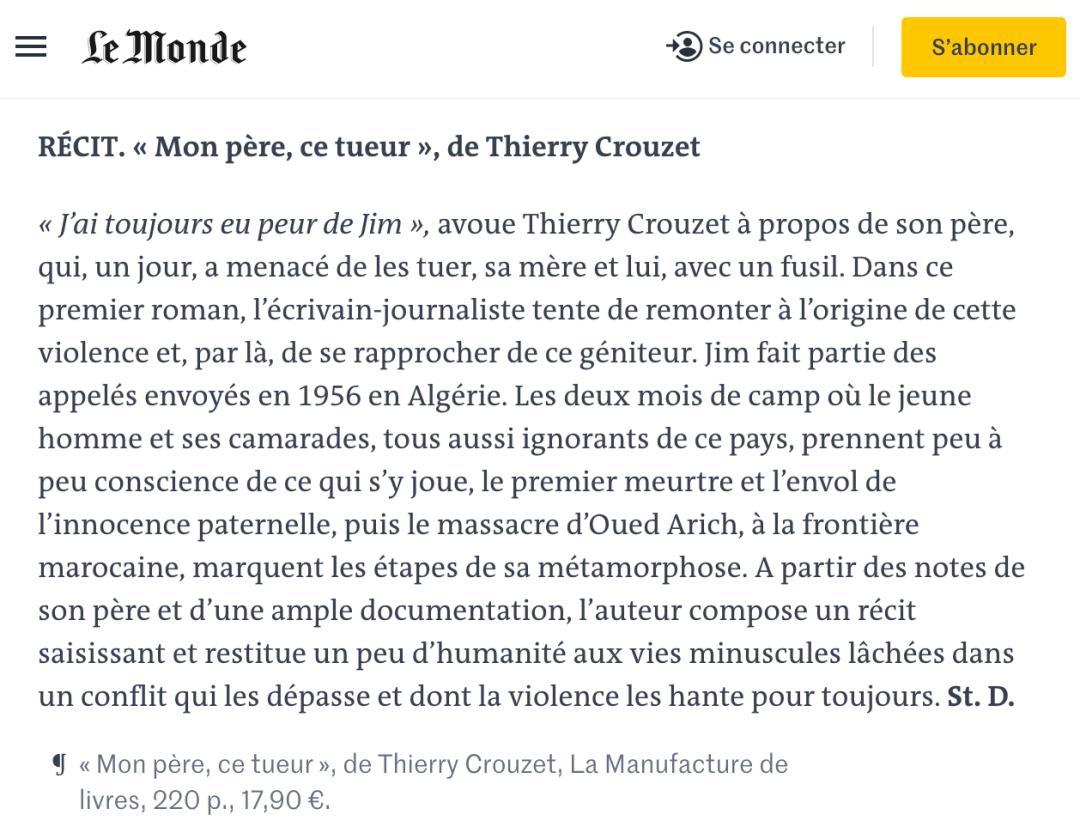 Le Monde
Se connecter
S’abonner
RÉCIT. « Mon père, ce tueur », de Thierry Crouzet
« J’ai toujours eu peur de Jim », avoue Thierry Crouzet à propos de son père,
qui, un jour, a menacé de les tuer, sa mère et lui, avec un fusil. Dans ce
premier roman, l’écrivain-journaliste tente de remonter à l’origine de cette
violence et, par là, de se rapprocher de ce géniteur. Jim fait partie des
appelés envoyés en 1956 en Algérie. Les deux mois de camp où le jeune
homme et ses camarades, tous aussi ignorants de ce pays, prennent peu à
peu conscience de ce qui s’y joue, le premier meurtre et l’envol de
l’innocence paternelle, puis le massacre d’Oued Arich, à la frontière
marocaine, marquent les étapes de sa métamorphose. A partir des notes de
son père et d’une ample documentation, l’auteur compose un récit
saisissant et restitue un peu d’humanité aux vies minuscules lâchées dans
un conflit qui les dépasse et dont la violence les hante pour toujours. St. D.
¶ « Mon père, ce tueur », de Thierry Crouzet, La Manufacture de
livres, 220 p., 17,90 €.